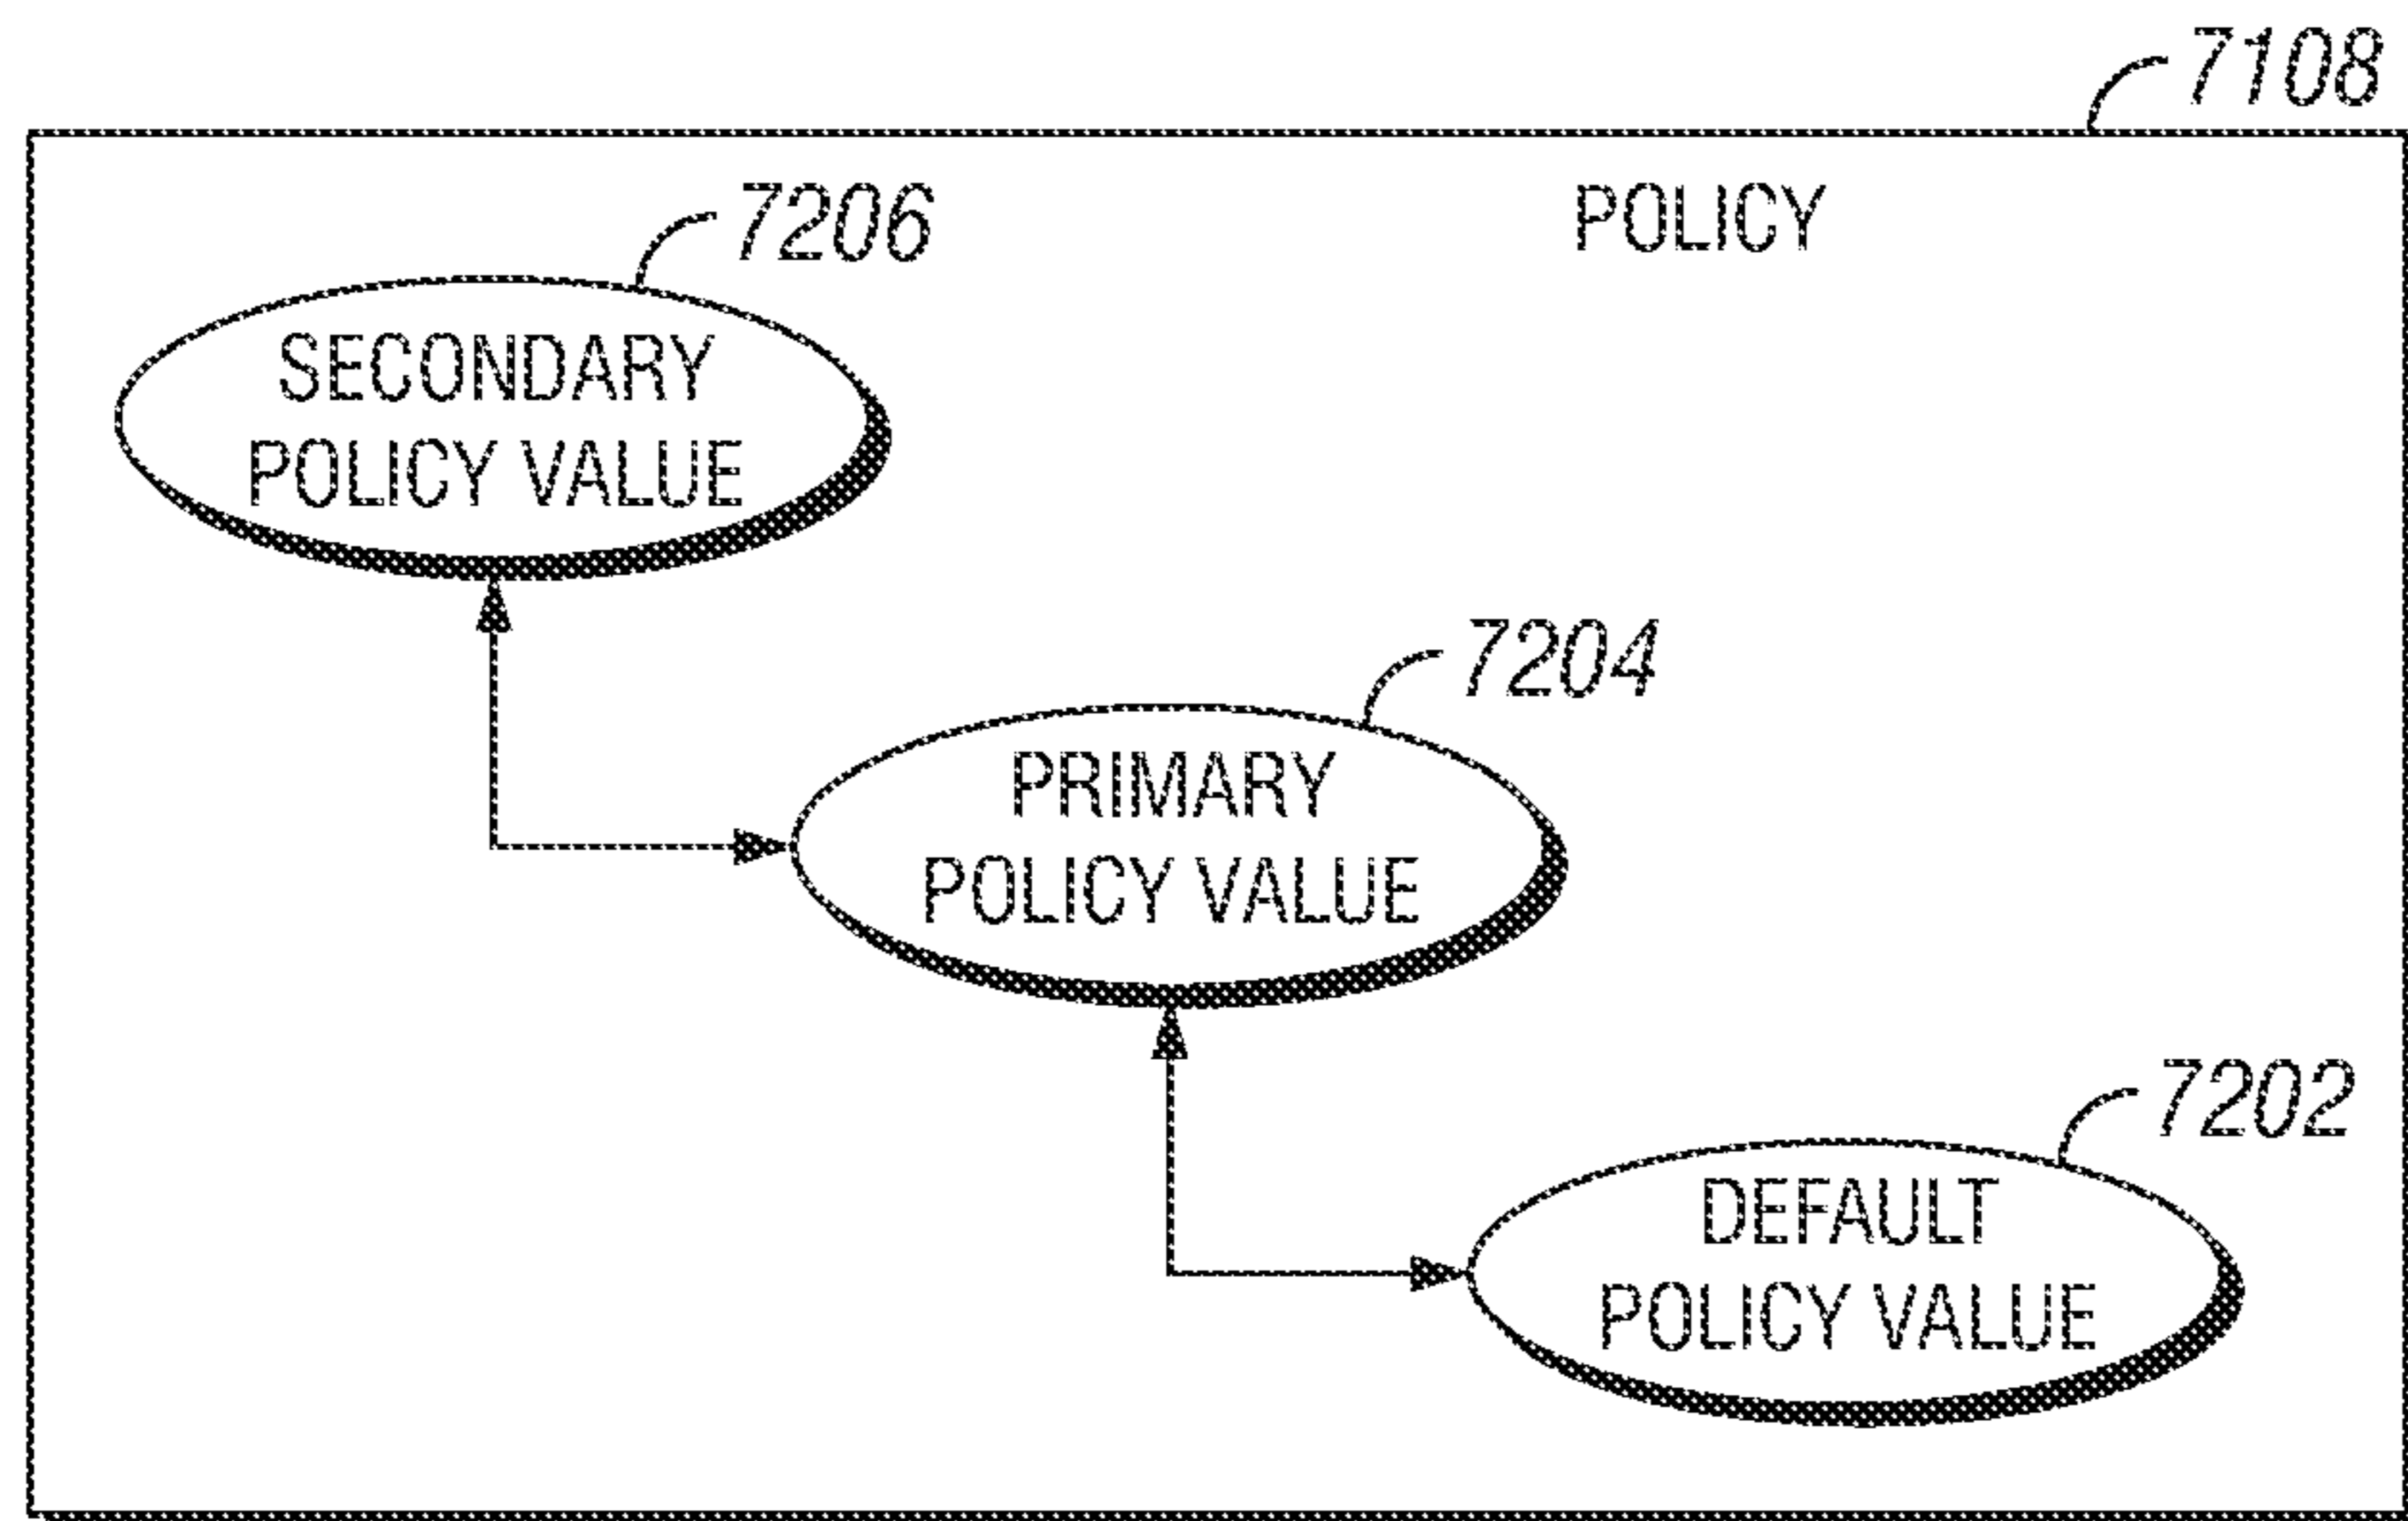 7108
POLICY
7206
SECONDARY
POLICY VALUE
7204
PRIMARY
POLICY VALUE
7202
DEFAULT
POLICY VALUE